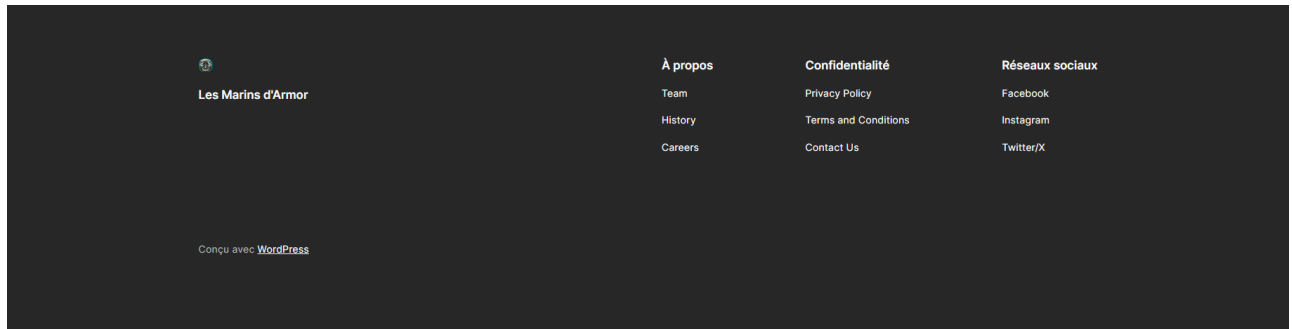 Les Marins d'Armor
À propos
Team
History
Careers
Confidentialité
Privacy Policy
Terms and Conditions
Contact Us
Réseaux sociaux
Facebook
Instagram
Twitter/X
Conçu avec WordPress